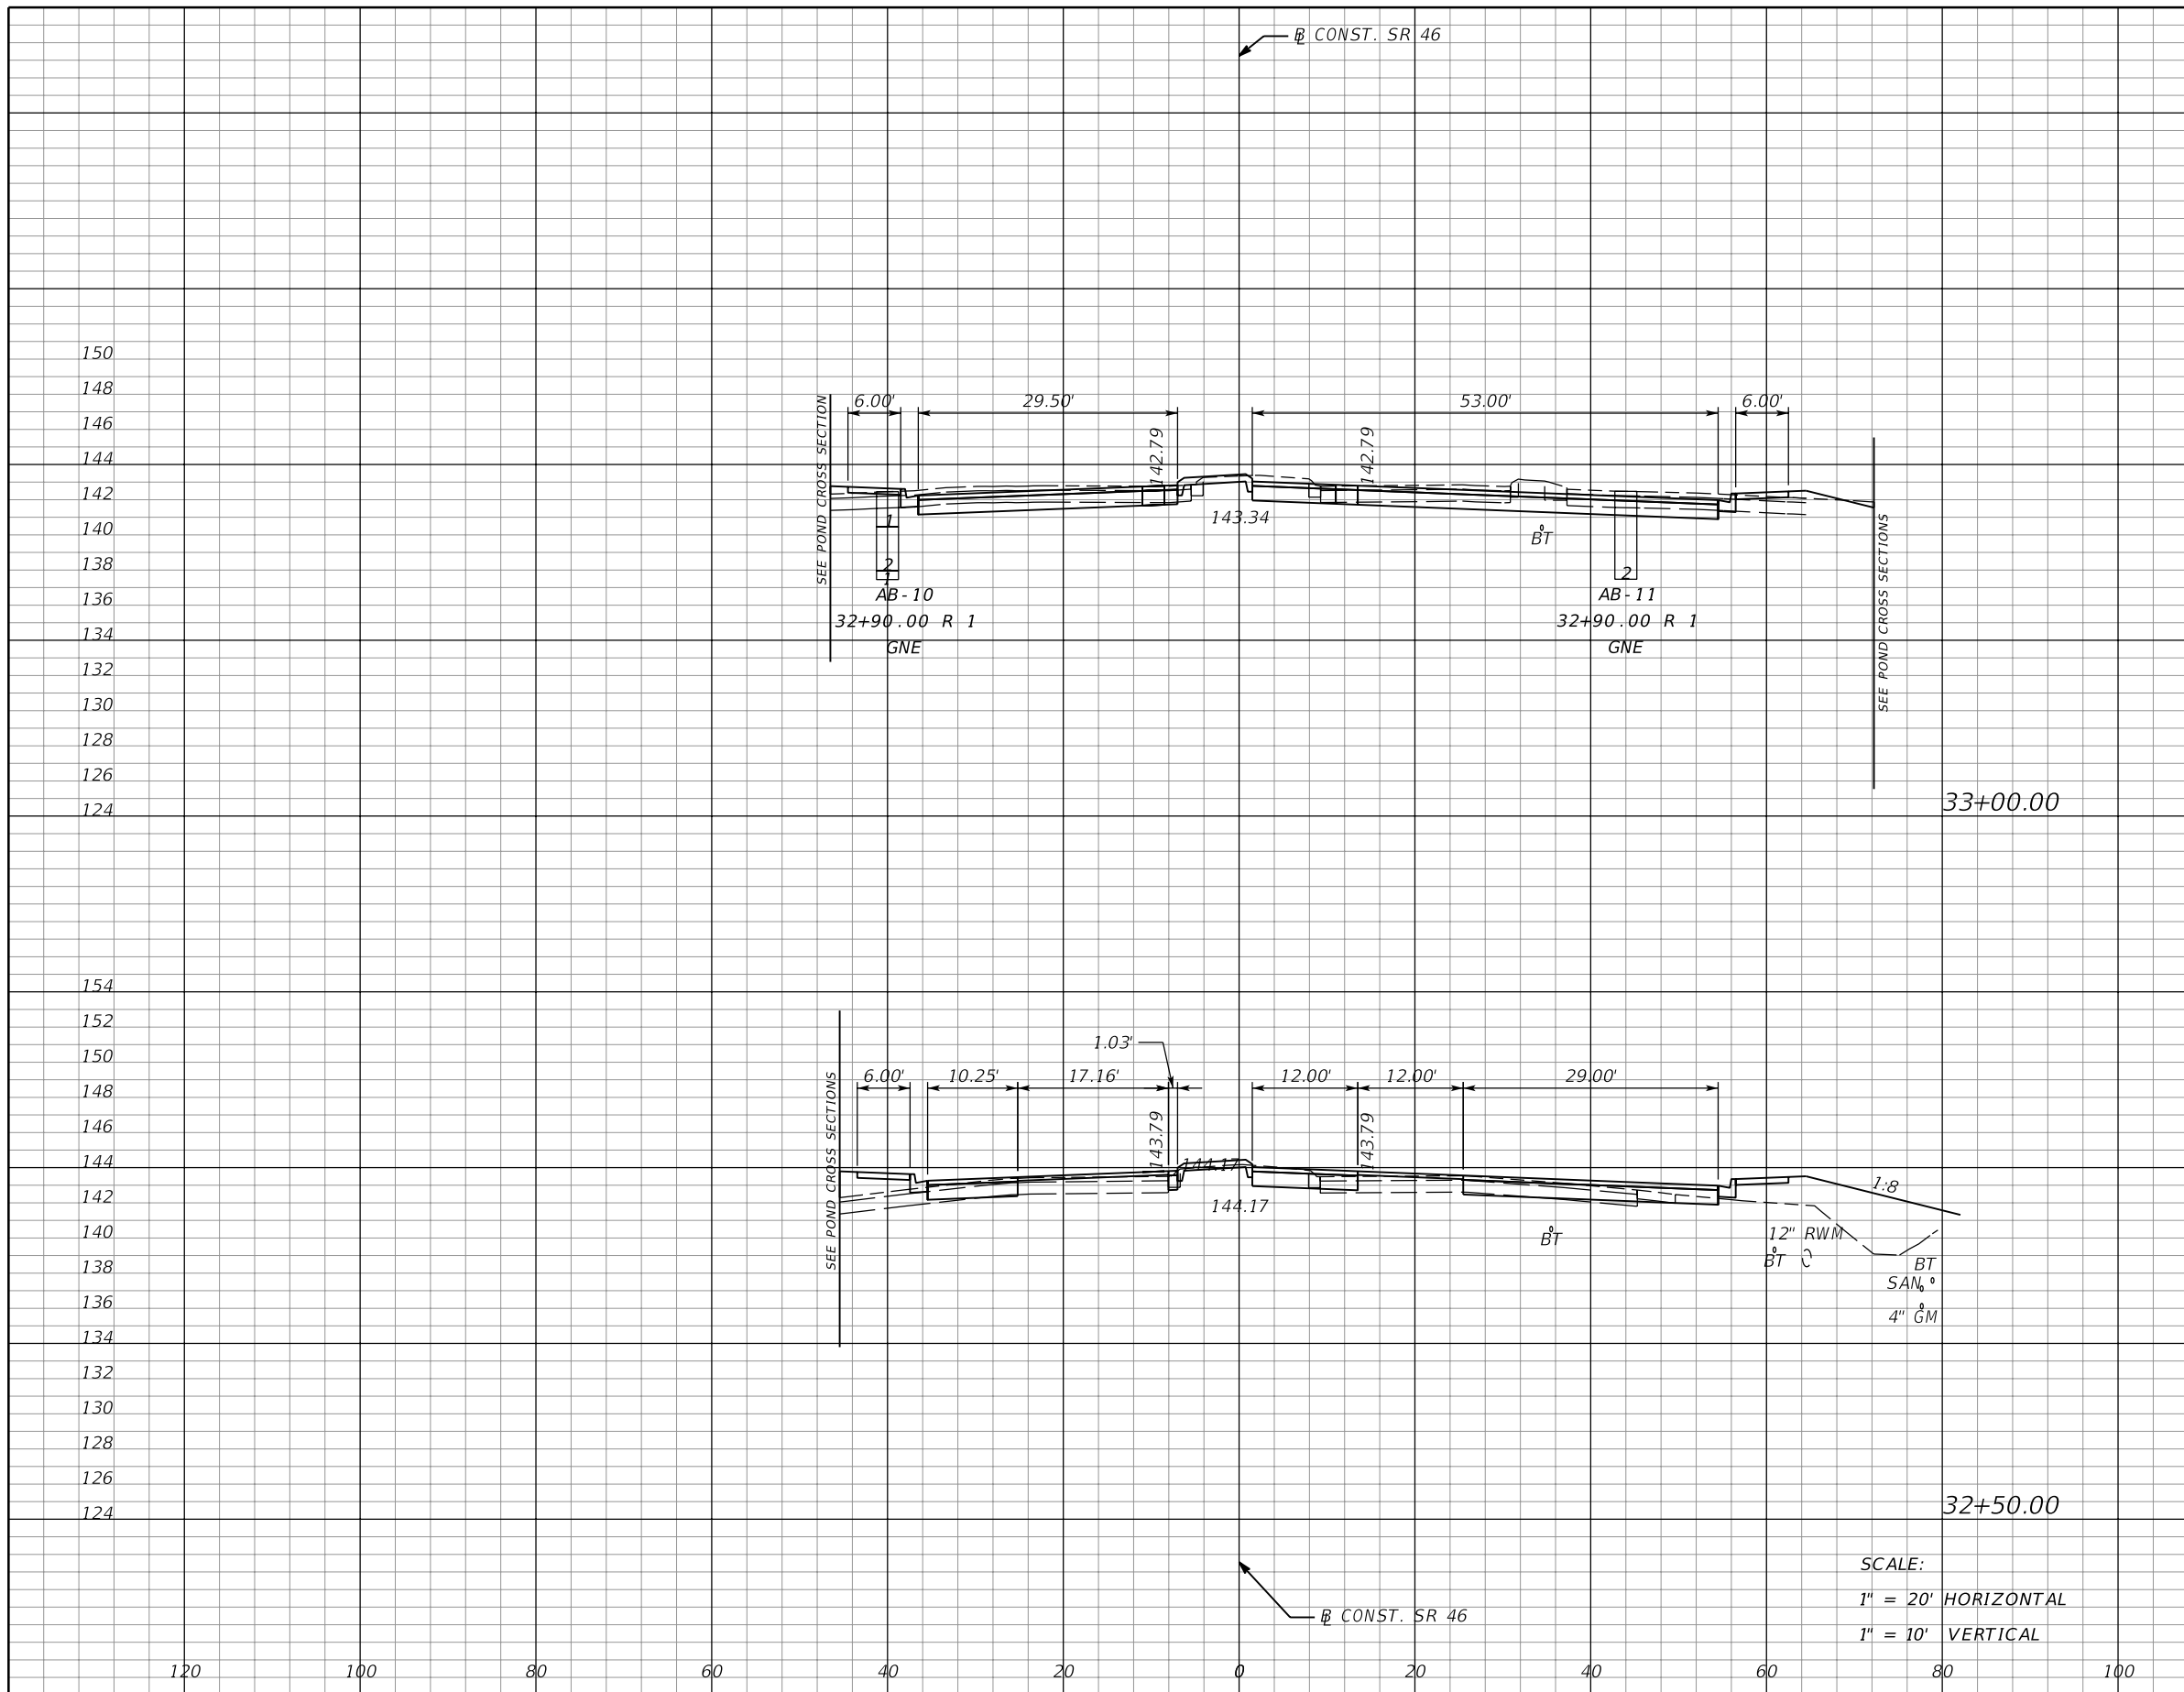 ℄ CONST. SR 46
150
148
146
144
142
140
138
136
134
132
130
128
126
124
SEE POND CROSS SECTION
6.00'
29.50'
142.79
53.00'
142.79
6.00'
143.34
BT
1
2
1
AB-10
32+90.00 R 1
GNE
2
AB-11
32+90.00 R 1
GNE
SEE POND CROSS SECTIONS
33+00.00
154
152
150
148
146
144
142
140
138
136
134
132
130
128
126
124
SEE POND CROSS SECTIONS
6.00'
10.25'
17.16'
1.03'
143.79
144.17
12.00'
143.79
12.00'
29.00'
144.17
BT
1:8
12" RWM
BT
BT
SAN
4" GM
32+50.00
℄ CONST. SR 46
SCALE:
1" = 20' HORIZONTAL
1" = 10' VERTICAL
120 100 80 60 40 20 0 20 40 60 80 100